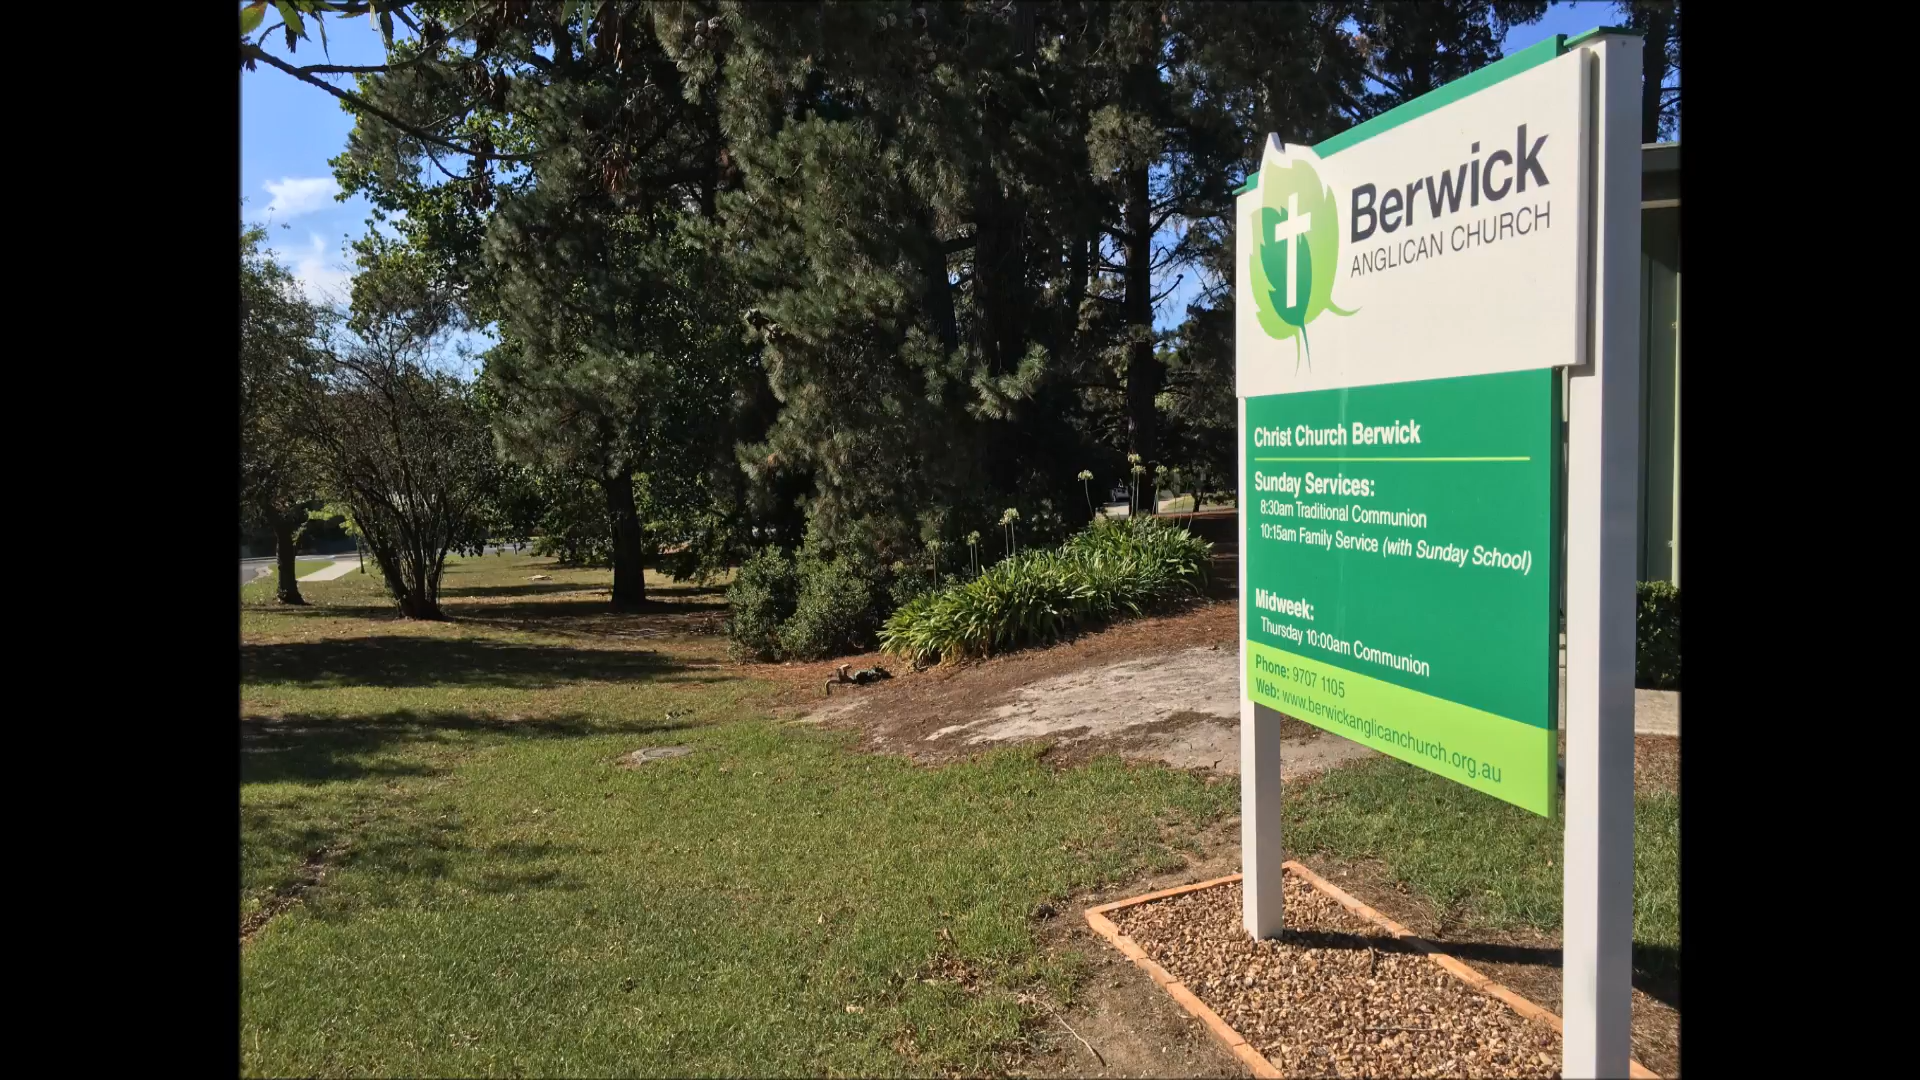 Berwick
ANGLICAN CHURCH
Christ Church Berwick
Sunday Services:
8:30am Traditional Communion
10:15am Family Service (with Sunday School)
Midweek:
Thursday 10:00am Communion
Phone: 9707 1105
Web: www.berwickanglicanchurch.org.au